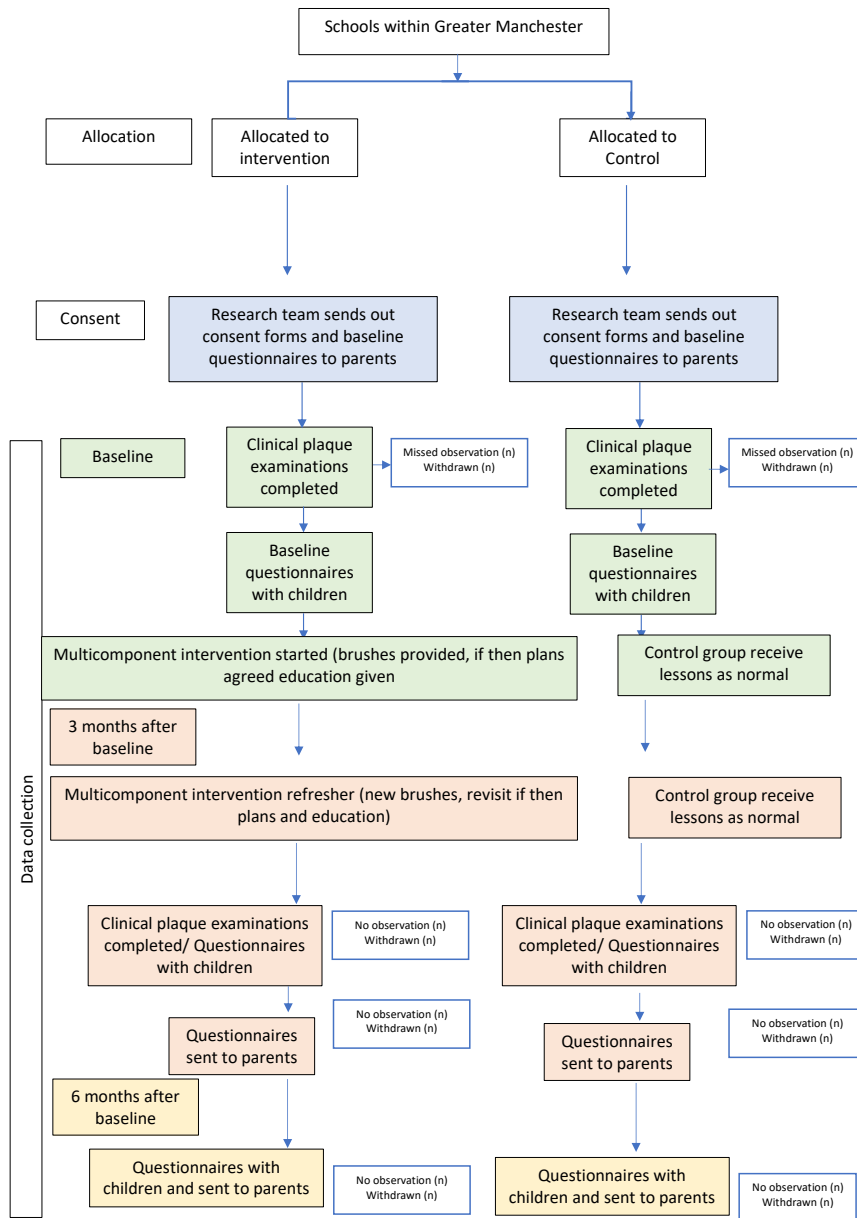 Schools within Greater Manchester
Allocation
Allocated to
intervention
Allocated to
Control
Consent
Research team sends out
consent forms and baseline
questionnaires to parents
Research team sends out
consent forms and baseline
questionnaires to parents
Data collection
Baseline
Clinical plaque
examinations
completed
Missed observation (n)
Withdrawn (n)
Clinical plaque
examinations
completed
Missed observation (n)
Withdrawn (n)
Baseline
questionnaires
with children
Baseline
questionnaires
with children
Multicomponent intervention started (brushes provided, if then plans
agreed education given
Control group receive
lessons as normal
3 months after
baseline
Multicomponent intervention refresher (new brushes, revisit if then
plans and education)
Control group receive
lessons as normal
Clinical plaque examinations
completed/ Questionnaires
with children
No observation (n)
Withdrawn (n)
Clinical plaque examinations
completed/ Questionnaires
with children
No observation (n)
Withdrawn (n)
Questionnaires
sent to parents
No observation (n)
Withdrawn (n)
Questionnaires
sent to parents
No observation (n)
Withdrawn (n)
6 months after
baseline
Questionnaires with
children and sent to parents
No observation (n)
Withdrawn (n)
Questionnaires with
children and sent to parents
No observation (n)
Withdrawn (n)